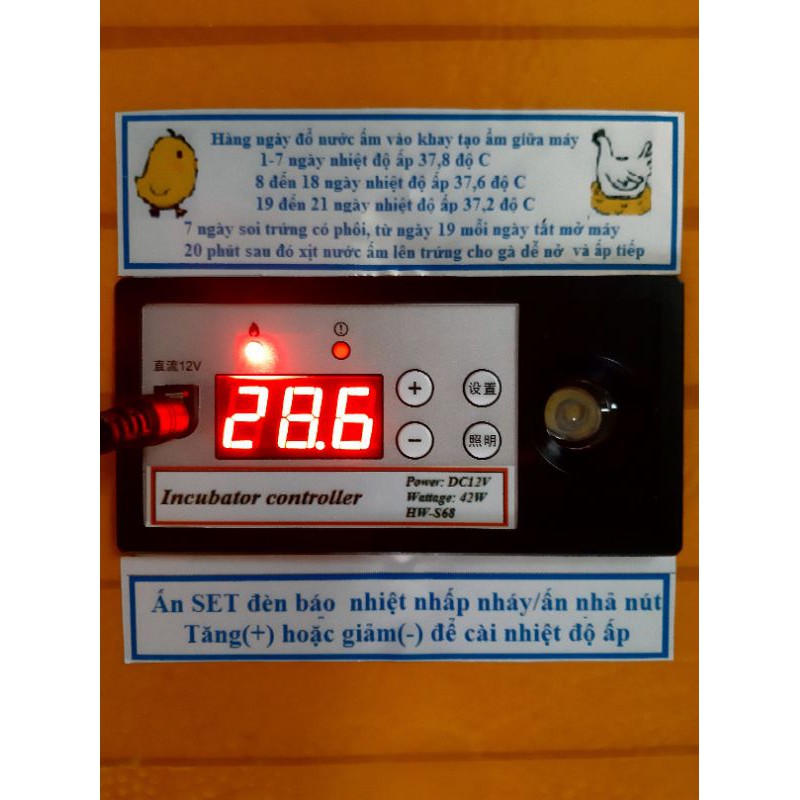 Hàng ngày đổ nước ấm vào khay tạo ẩm giữa máy
1-7 ngày nhiệt độ ấp 37,8 độ C
8 đến 18 ngày nhiệt độ ấp 37,6 độ C
19 đến 21 ngày nhiệt độ ấp 37,2 độ C
7 ngày soi trứng có phôi, từ ngày 19 mỗi ngày tắt mở máy
20 phút sau đó xịt nước ấm lên trứng cho gà dễ nở và ấp tiếp
直流12V
28.6
+
设置
−
照明
Incubator controller
Power: DC12V
Wattage: 42W
HW-S68
Ấn SET đèn báo nhiệt nhấp nháy/ấn nhả nút
Tăng(+) hoặc giảm(-) để cài nhiệt độ ấp